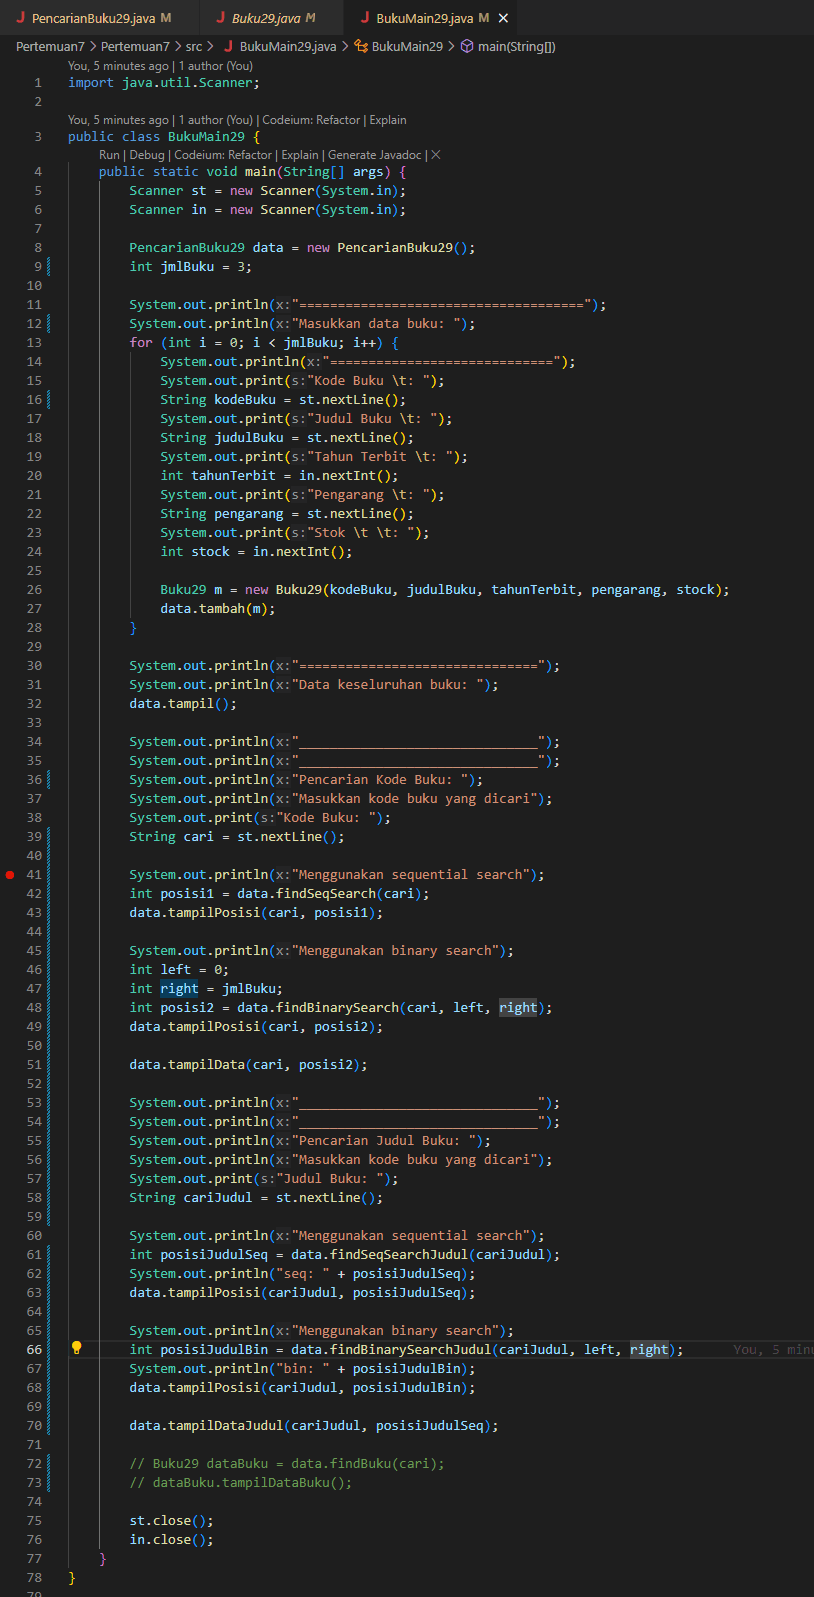 PencarianBuku29.java M Buku29.java M BukuMain29.java M
Pertemuan7 > Pertemuan7 > src > BukuMain29.java > BukuMain29 > main(String[])
You, 5 minutes ago | 1 author (You)
1 import java.util.Scanner;
2
You, 5 minutes ago | 1 author (You) | Codeium: Refactor | Explain
3 public class BukuMain29 {
Run | Debug | Codeium: Refactor | Explain | Generate Javadoc | X
4 public static void main(String[] args) {
5 Scanner st = new Scanner(System.in);
6 Scanner in = new Scanner(System.in);
7
8 PencarianBuku29 data = new PencarianBuku29();
9 int jmlBuku = 3;
10
11 System.out.println(x:"=====================================");
12 System.out.println(x:"Masukkan data buku: ");
13 for (int i = 0; i < jmlBuku; i++) {
14 System.out.println(x:"=============================");
15 System.out.print(s:"Kode Buku \t: ");
16 String kodeBuku = st.nextLine();
17 System.out.print(s:"Judul Buku \t: ");
18 String judulBuku = st.nextLine();
19 System.out.print(s:"Tahun Terbit \t: ");
20 int tahunTerbit = in.nextInt();
21 System.out.print(s:"Pengarang \t: ");
22 String pengarang = st.nextLine();
23 System.out.print(s:"Stok \t \t: ");
24 int stock = in.nextInt();
25
26 Buku29 m = new Buku29(kodeBuku, judulBuku, tahunTerbit, pengarang, stock);
27 data.tambah(m);
28 }
29
30 System.out.println(x:"===============================");
31 System.out.println(x:"Data keseluruhan buku: ");
32 data.tampil();
33
34 System.out.println(x:"_______________________________");
35 System.out.println(x:"_______________________________");
36 System.out.println(x:"Pencarian Kode Buku: ");
37 System.out.println(x:"Masukkan kode buku yang dicari");
38 System.out.print(s:"Kode Buku: ");
39 String cari = st.nextLine();
40
41 System.out.println(x:"Menggunakan sequential search");
42 int posisi1 = data.findSeqSearch(cari);
43 data.tampilPosisi(cari, posisi1);
44
45 System.out.println(x:"Menggunakan binary search");
46 int left = 0;
47 int right = jmlBuku;
48 int posisi2 = data.findBinarySearch(cari, left, right);
49 data.tampilPosisi(cari, posisi2);
50
51 data.tampilData(cari, posisi2);
52
53 System.out.println(x:"_______________________________");
54 System.out.println(x:"_______________________________");
55 System.out.println(x:"Pencarian Judul Buku: ");
56 System.out.println(x:"Masukkan kode buku yang dicari");
57 System.out.print(s:"Judul Buku: ");
58 String cariJudul = st.nextLine();
59
60 System.out.println(x:"Menggunakan sequential search");
61 int posisiJudulSeq = data.findSeqSearchJudul(cariJudul);
62 System.out.println("seq: " + posisiJudulSeq);
63 data.tampilPosisi(cariJudul, posisiJudulSeq);
64
65 System.out.println(x:"Menggunakan binary search");
66 int posisiJudulBin = data.findBinarySearchJudul(cariJudul, left, right); You, 5 min
67 System.out.println("bin: " + posisiJudulBin);
68 data.tampilPosisi(cariJudul, posisiJudulBin);
69
70 data.tampilDataJudul(cariJudul, posisiJudulSeq);
71
72 // Buku29 dataBuku = data.findBuku(cari);
73 // dataBuku.tampilDataBuku();
74
75 st.close();
76 in.close();
77 }
78 }
79